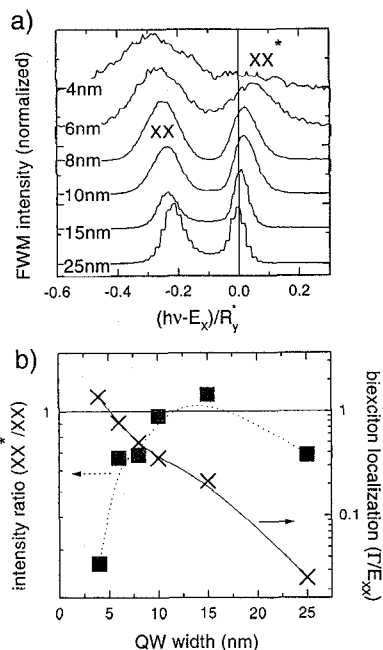 a)
FWM intensity (normalized)
XX*
XX
4nm
6nm
8nm
10nm
15nm
25nm
-0.6 -0.4 -0.2 0.0 0.2
(hν-Eₓ)/R*ᵧ
b)
intensity ratio (XX*/XX)
1
1
0.1
biexciton localization (Γ/Eₓₓ)
0 5 10 15 20 25
QW width (nm)